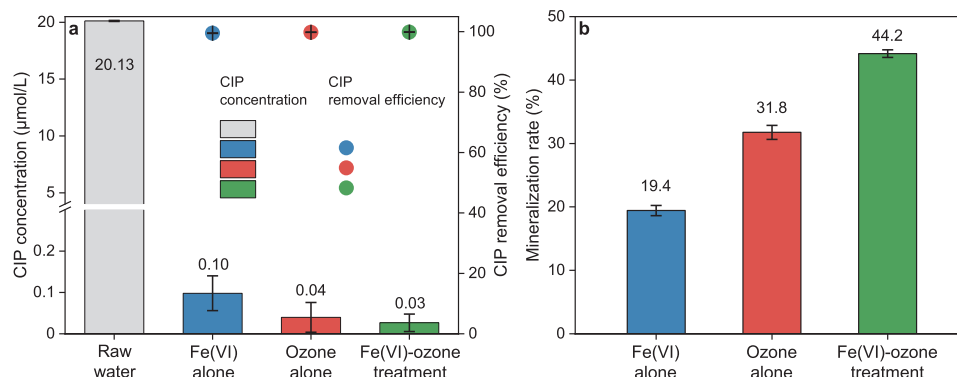 a
20
15
10
5
0.2
0.1
0
CIP concentration (μmol/L)
20.13
0.10
0.04
0.03
CIP
concentration
CIP
removal efficiency
100
80
60
40
20
0
CIP removal efficiency (%)
Raw
water
Fe(VI)
alone
Ozone
alone
Fe(VI)-ozone
treatment
b
50
40
30
20
10
0
Mineralization rate (%)
19.4
31.8
44.2
Fe(VI)
alone
Ozone
alone
Fe(VI)-ozone
treatment